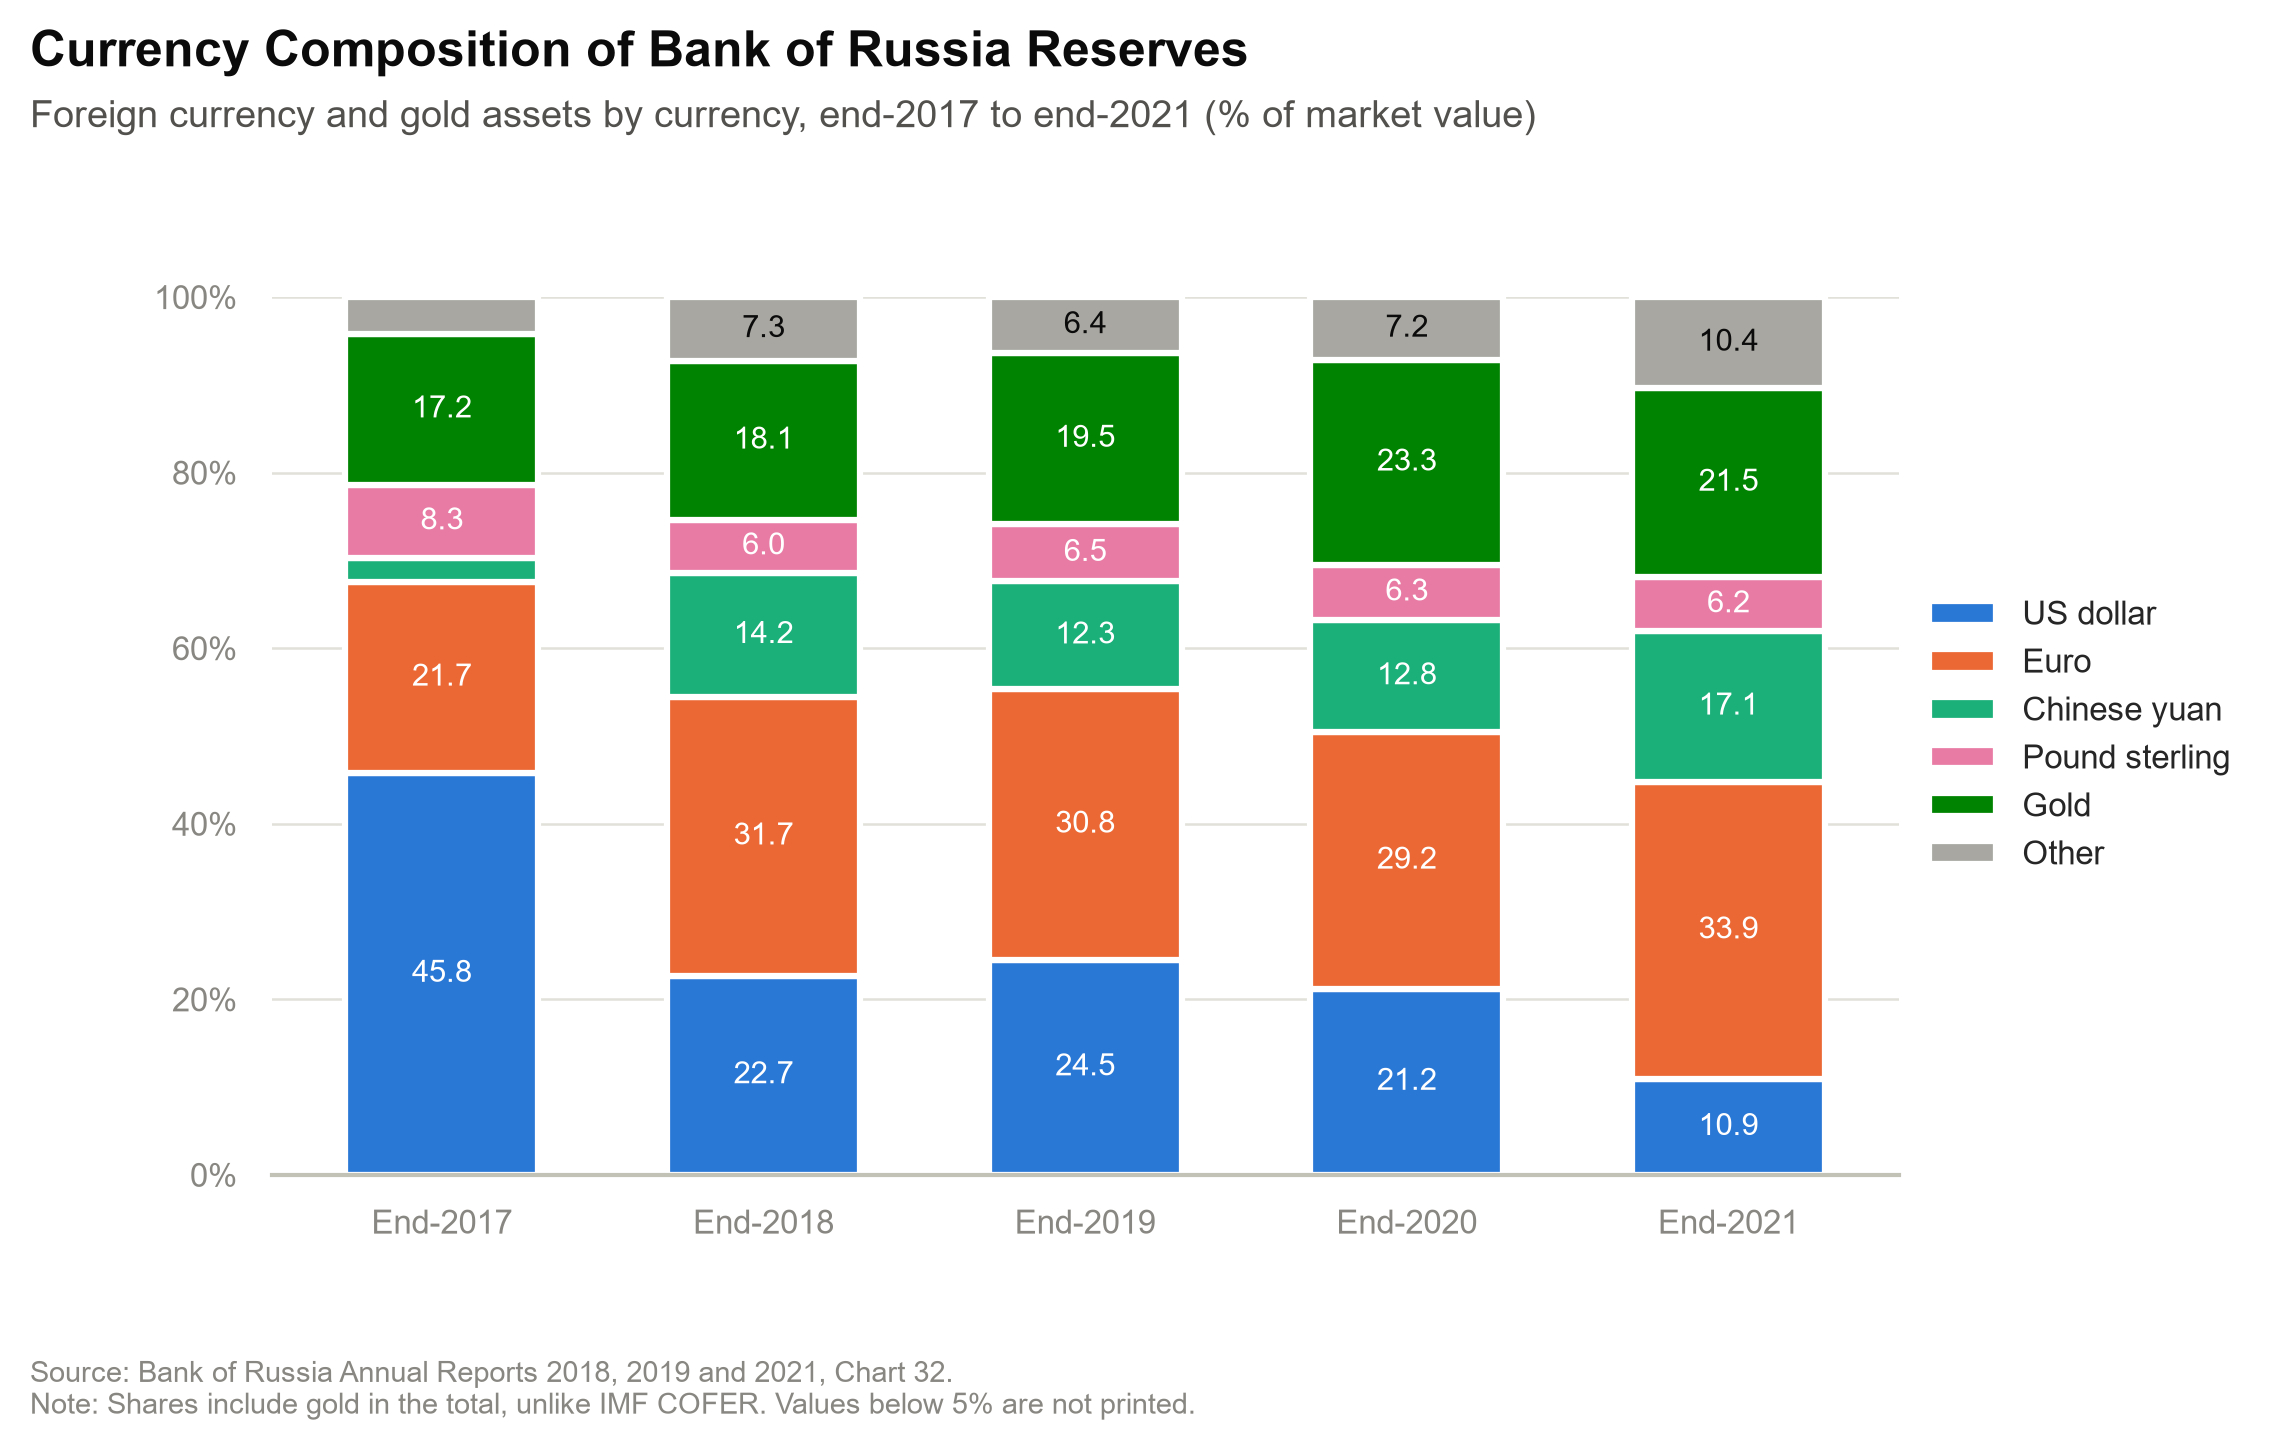 Currency Composition of Bank of Russia Reserves
Foreign currency and gold assets by currency, end-2017 to end-2021 (% of market value)
100%
80%
60%
40%
20%
0%
17.2
8.3
21.7
45.8
7.3
18.1
6.0
14.2
31.7
22.7
6.4
19.5
6.5
12.3
30.8
24.5
7.2
23.3
6.3
12.8
29.2
21.2
10.4
21.5
6.2
17.1
33.9
10.9
End-2017
End-2018
End-2019
End-2020
End-2021
US dollar
Euro
Chinese yuan
Pound sterling
Gold
Other
Source: Bank of Russia Annual Reports 2018, 2019 and 2021, Chart 32.
Note: Shares include gold in the total, unlike IMF COFER. Values below 5% are not printed.